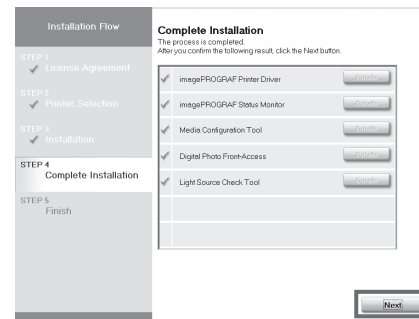 Installation Flow
STEP 1
License Agreement
STEP 2
Printer Selection
STEP 3
Installation
STEP 4
Complete Installation
STEP 5
Finish
Complete Installation
The process is completed.
After you confirm the following result, click the Next button.
imagePROGRAF Printer Driver
imagePROGRAF Status Monitor
Media Configuration Tool
Digital Photo Front-Access
Light Source Check Tool
Next